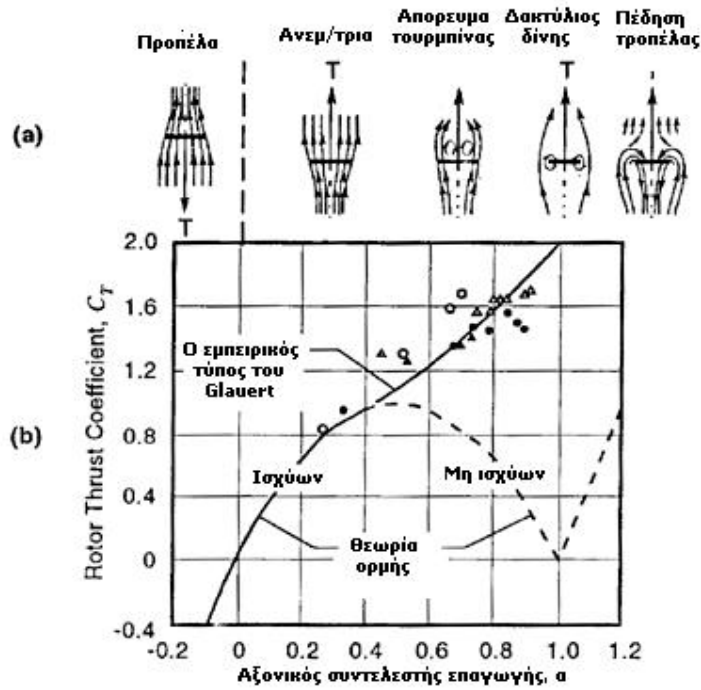 Προπέλα
Ανεμ/τρια
Απορευμα
τουρμπίνας
Δακτύλιος
δίνης
Πέδηση
τροπέλας
(a)
T
T
T
(b)
Rotor Thrust Coefficient, C_T
2.0
1.6
1.2
0.8
0.4
0
-0.4
Ο εμπειρικός
τύπος του
Glauert
Ισχύων
Μη ισχύων
Θεωρία
ορμής
-0.2 0 0.2 0.4 0.6 0.8 1.0 1.2
Αξονικός συντελεστής επαγωγής, α